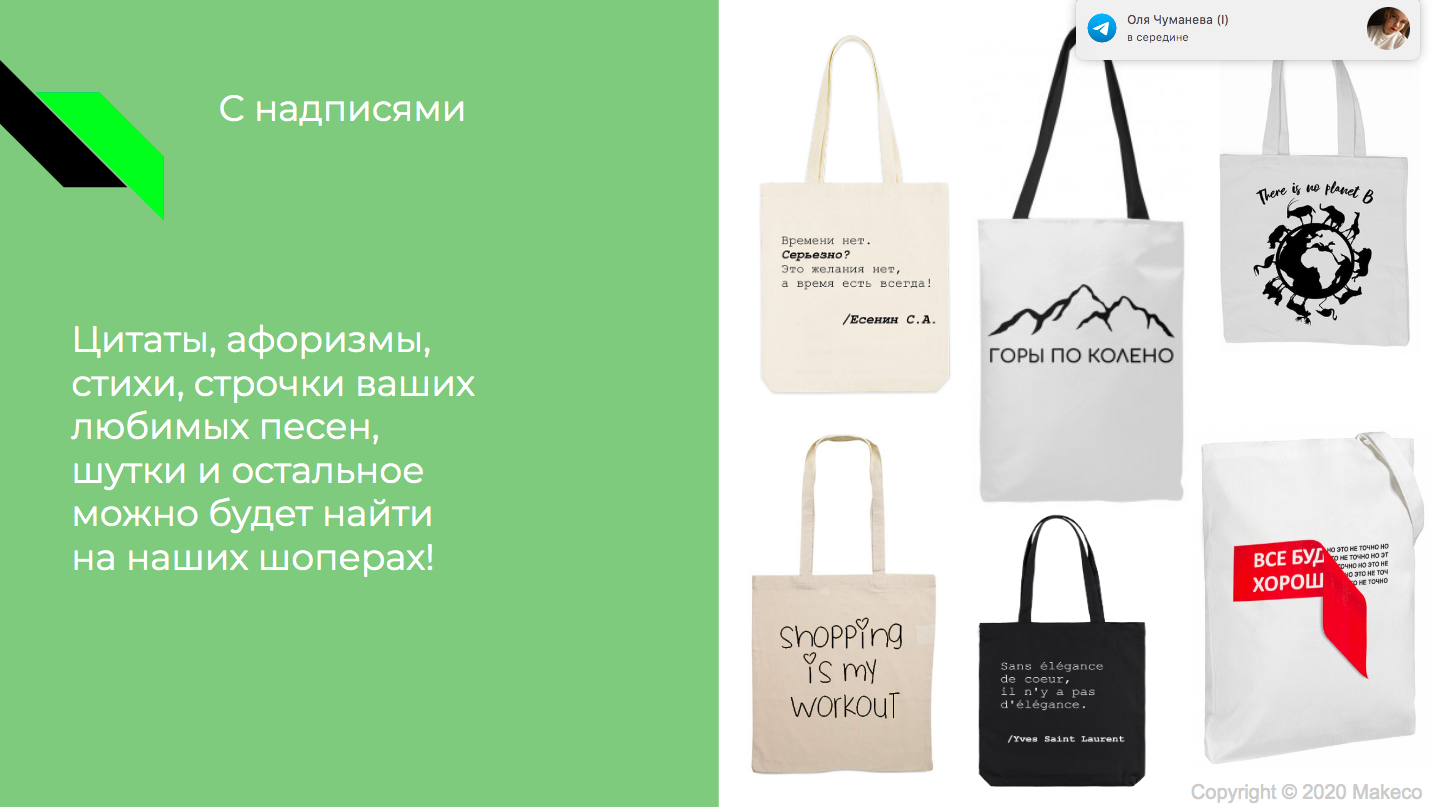 С надписями
Цитаты, афоризмы,
стихи, строчки ваших
любимых песен,
шутки и остальное
можно будет найти
на наших шоперах!
Оля Чуманева (I)
в середине
Времени нет.
Серьезно?
Это желания нет,
а время есть всегда!
/Есенин С.А.
ГОРЫ ПО КОЛЕНО
There is no planet B
shopping
is my
workout
Sans élégance
de coeur,
il n'y a pas
d'élégance.
/Yves Saint Laurent
ВСЕ БУД
ХОРОШ
НО ЭТО НЕ ТОЧНО НО
ТО НЕ ТОЧНО НО ЭТ
ТОЧНО НО ЭТО НЕ
НО ЭТО НЕ ТОЧ
ЭТО НЕ ТОЧНО
Copyright © 2020 Makeco